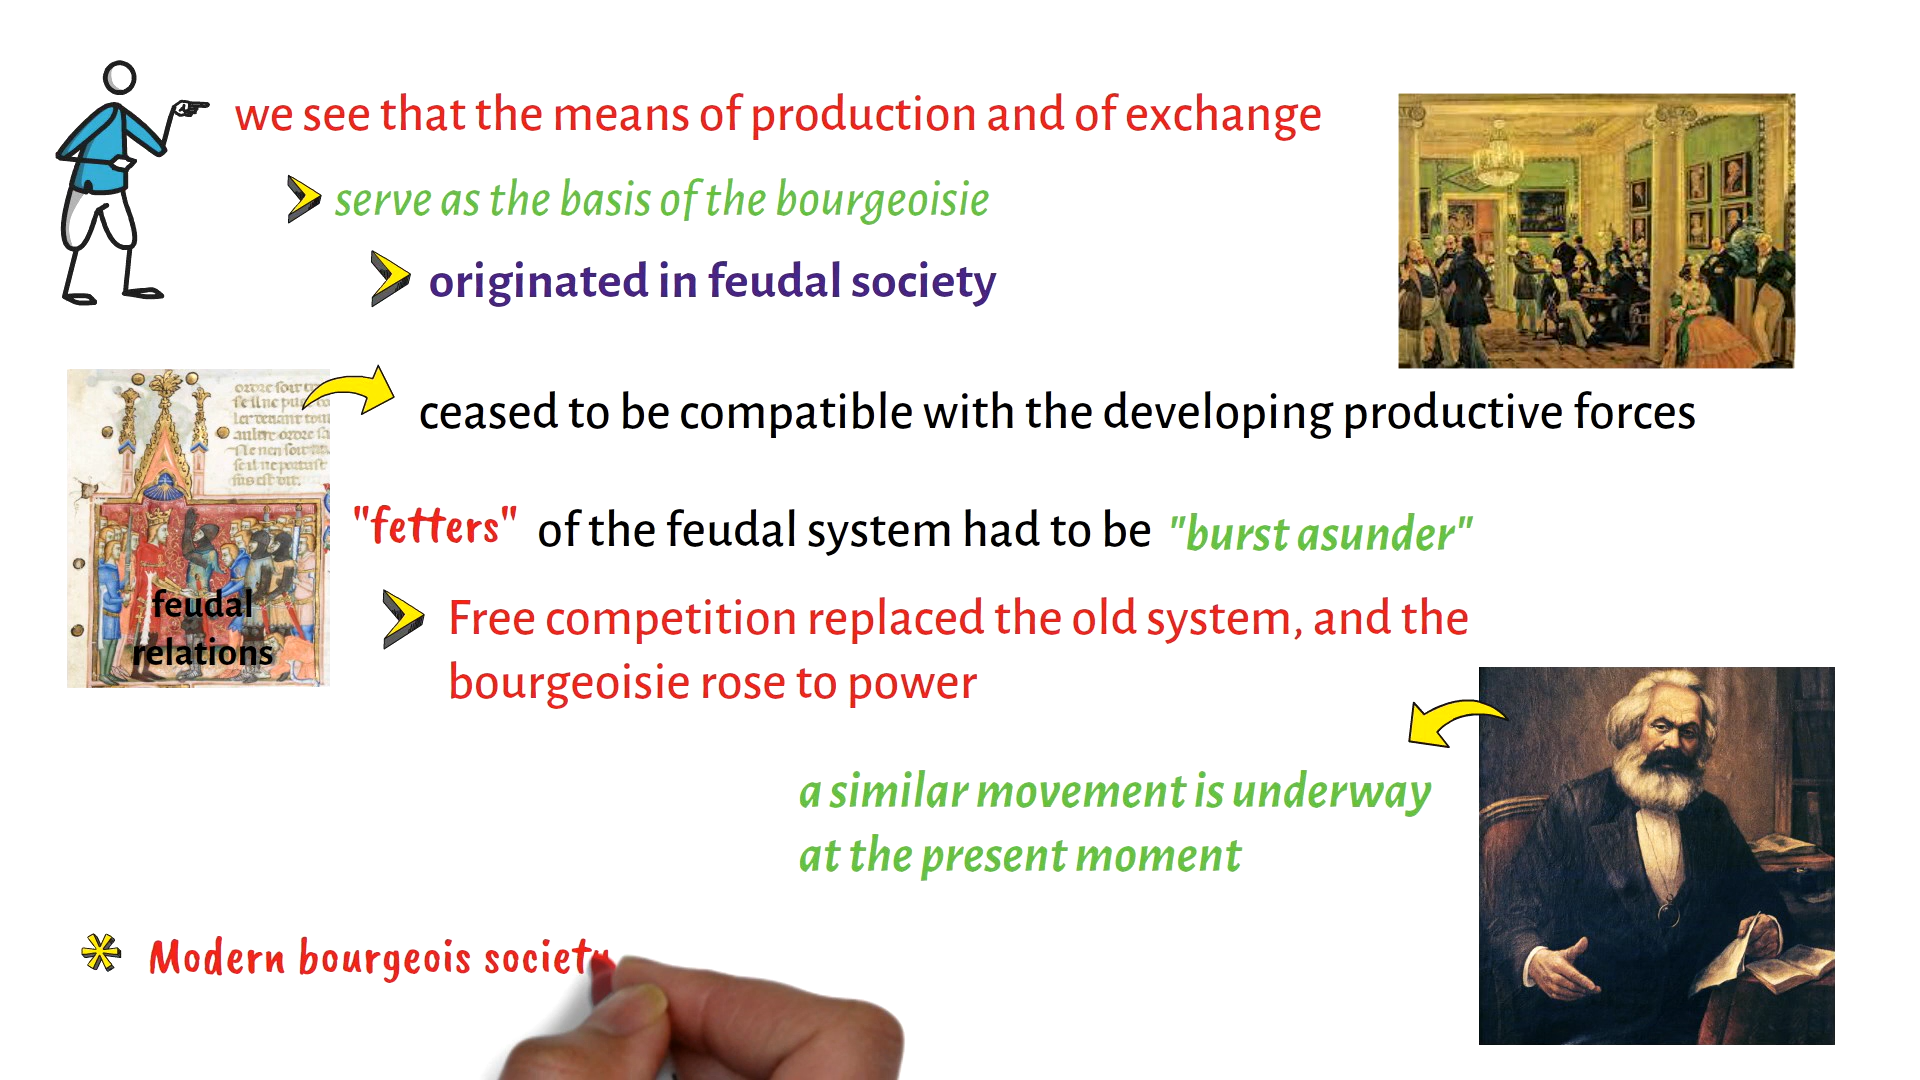 we see that the means of production and of exchange
serve as the basis of the bourgeoisie
originated in feudal society
ceased to be compatible with the developing productive forces
"fetters" of the feudal system had to be "burst asunder"
feudal
relations
Free competition replaced the old system, and the
bourgeoisie rose to power
a similar movement is underway
at the present moment
Modern bourgeois society